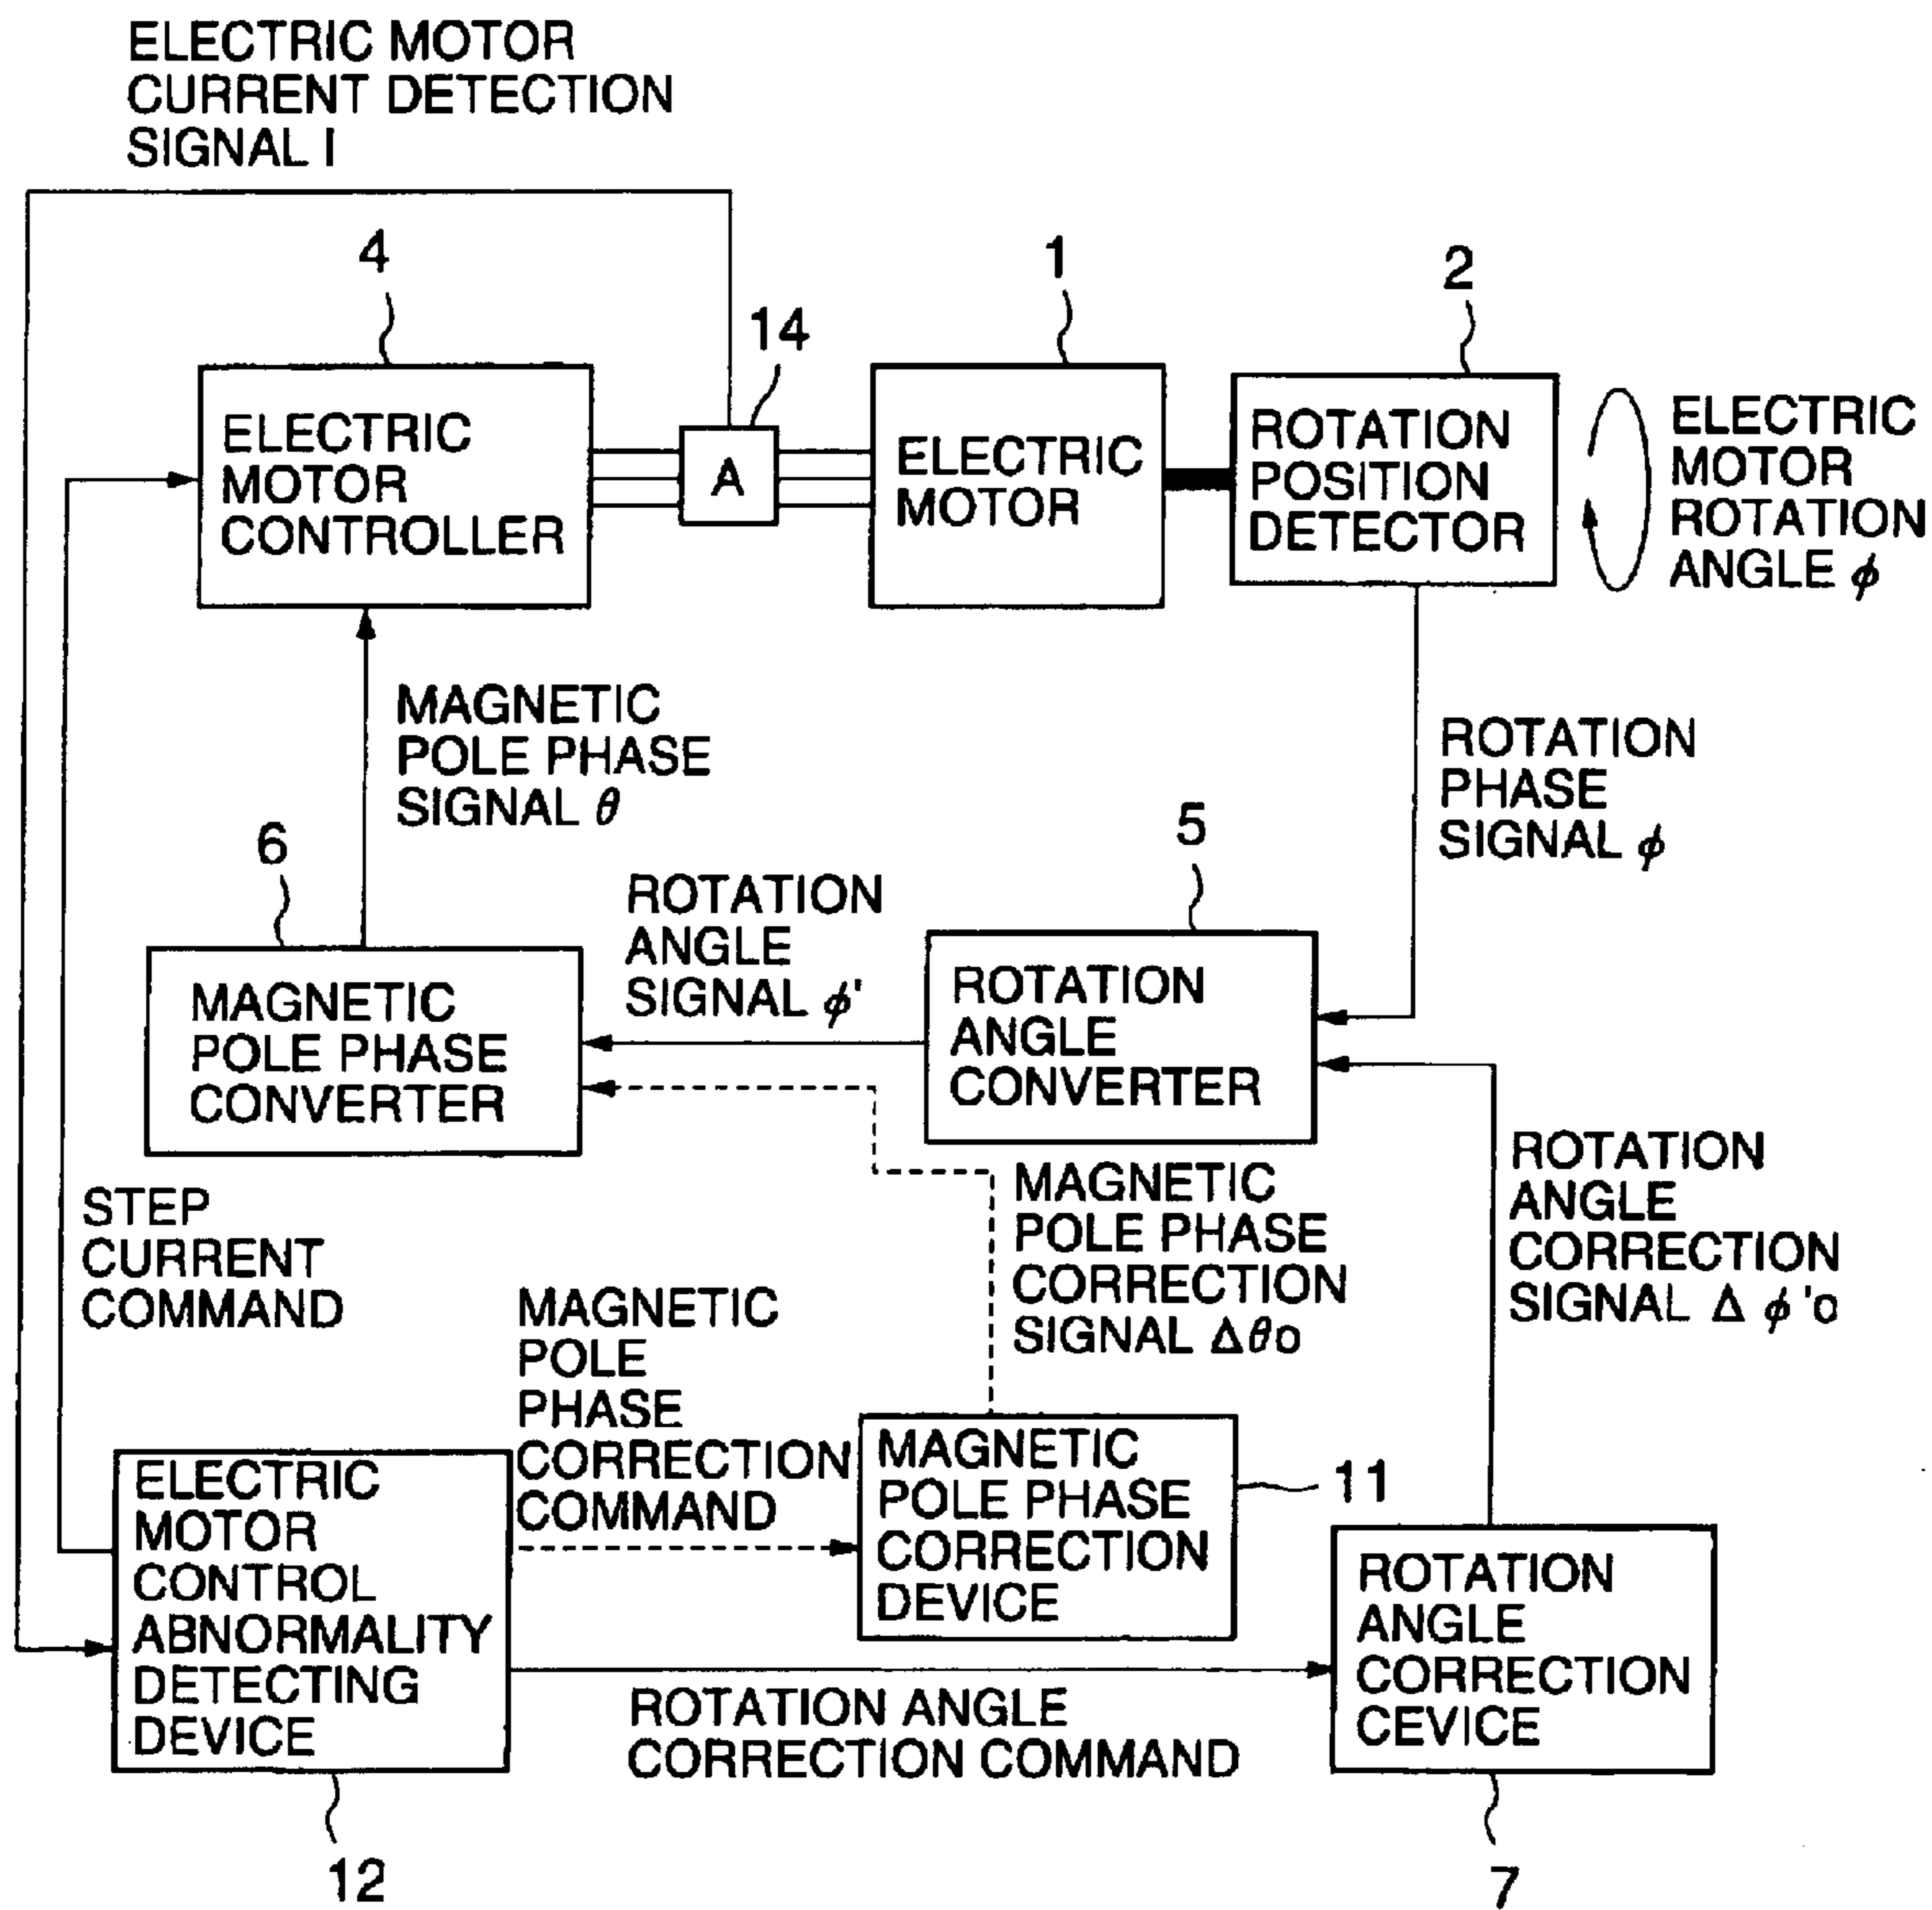 ELECTRIC MOTOR
CURRENT DETECTION
SIGNAL I
4
14
1
2
ELECTRIC
MOTOR
CONTROLLER
A
ELECTRIC
MOTOR
ROTATION
POSITION
DETECTOR
ELECTRIC
MOTOR
ROTATION
ANGLE ϕ
MAGNETIC
POLE PHASE
SIGNAL θ
ROTATION
PHASE
SIGNAL ϕ
6
ROTATION
ANGLE
SIGNAL ϕ'
5
MAGNETIC
POLE PHASE
CONVERTER
ROTATION
ANGLE
CONVERTER
STEP
CURRENT
COMMAND
MAGNETIC
POLE
PHASE
CORRECTION
COMMAND
MAGNETIC
POLE PHASE
CORRECTION
SIGNAL Δθo
ROTATION
ANGLE
CORRECTION
SIGNAL Δ ϕ'o
ELECTRIC
MOTOR
CONTROL
ABNORMALITY
DETECTING
DEVICE
MAGNETIC
POLE PHASE
CORRECTION
DEVICE
11
ROTATION
ANGLE
CORRECTION
CEVICE
ROTATION ANGLE
CORRECTION COMMAND
12
7